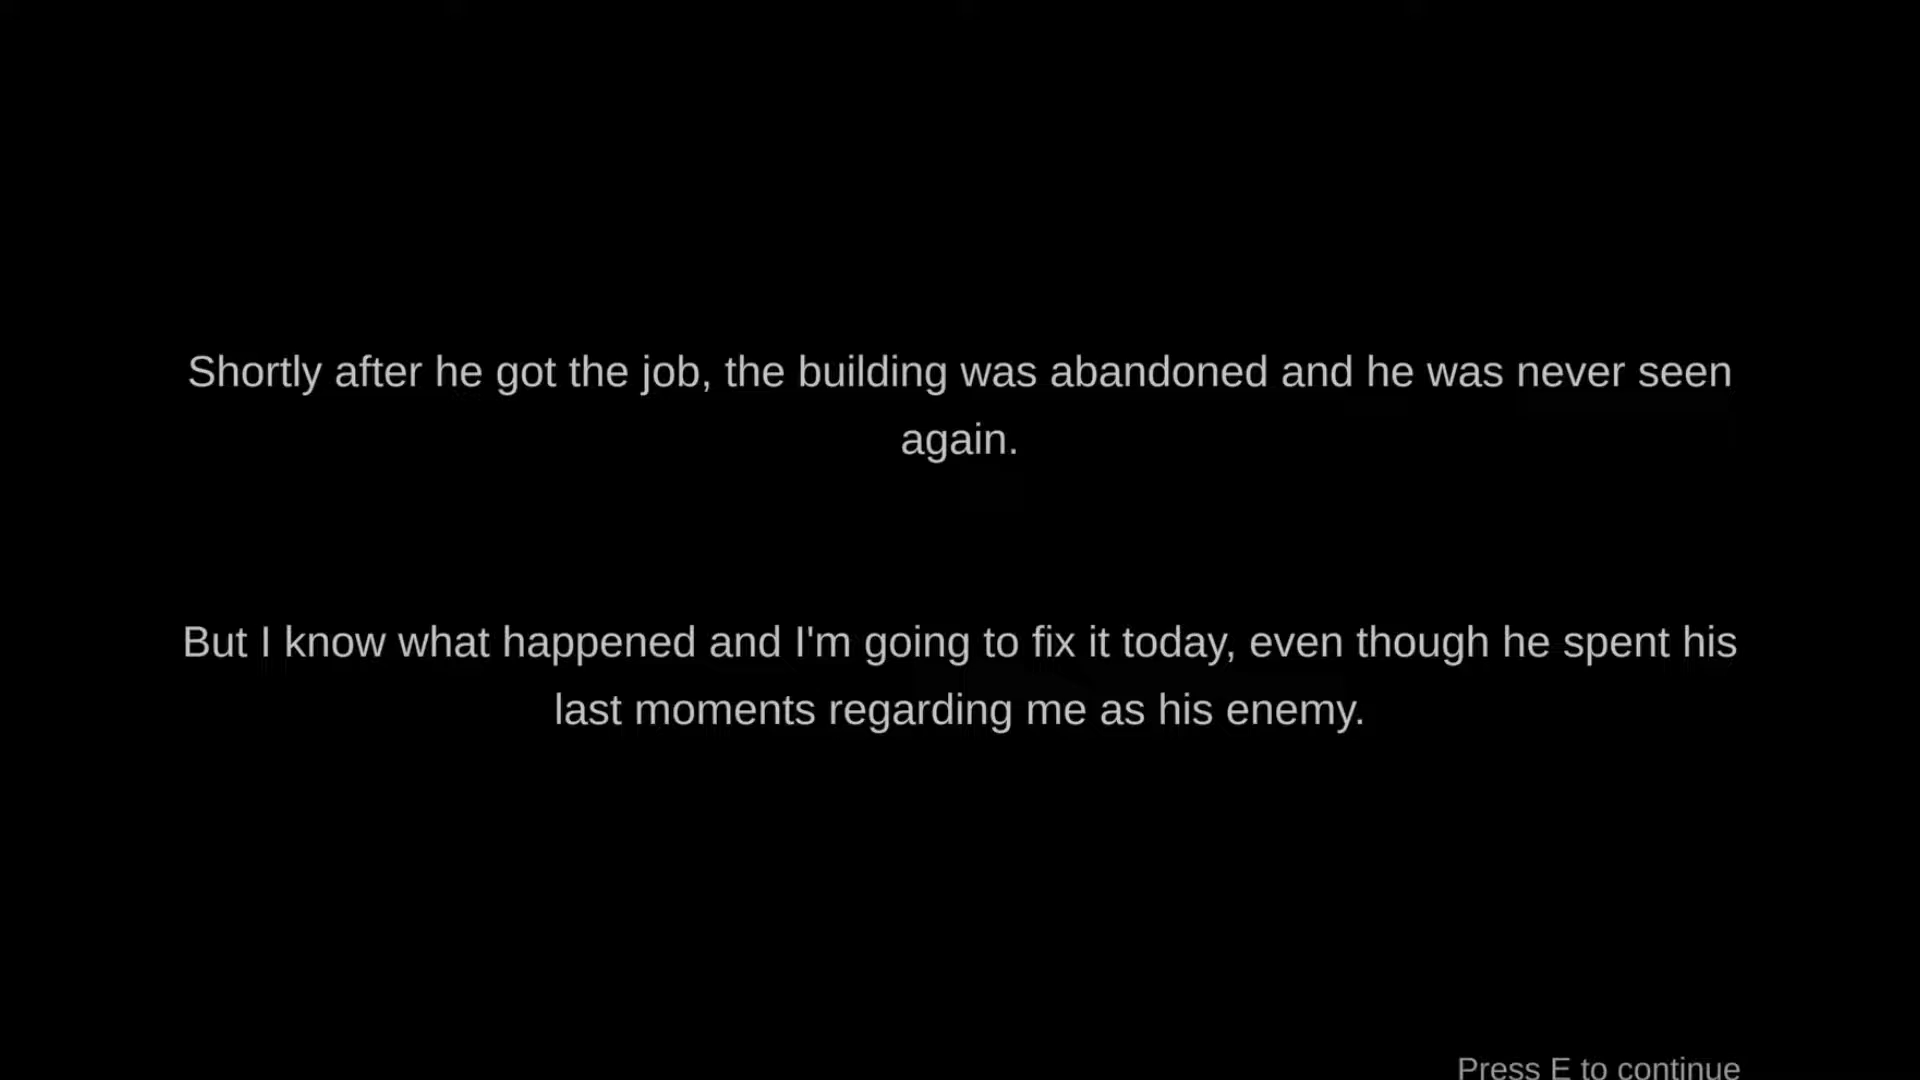 Shortly after he got the job, the building was abandoned and he was never seen
again.
But I know what happened and I'm going to fix it today, even though he spent his
last moments regarding me as his enemy.
Press E to continue